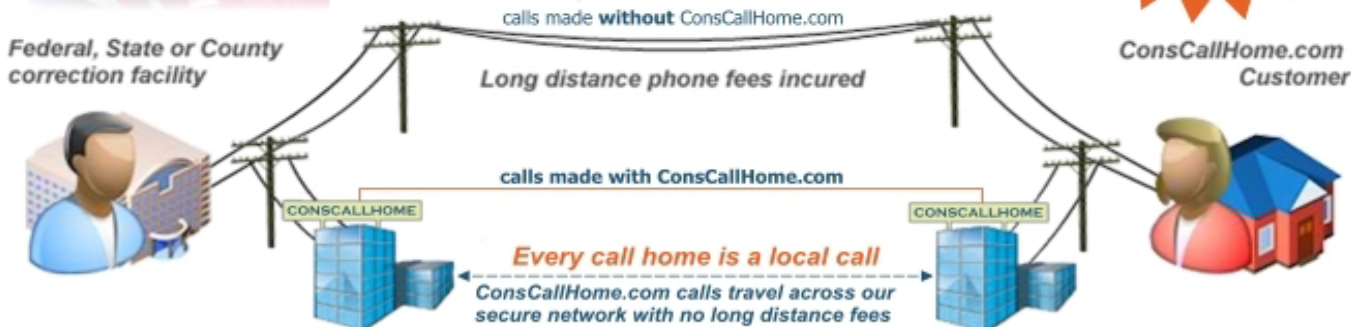 calls made without ConsCallHome.com
Federal, State or County
correction facility
Long distance phone fees incured
ConsCallHome.com
Customer
calls made with ConsCallHome.com
CONSCALLHOME
CONSCALLHOME
Every call home is a local call
ConsCallHome.com calls travel across our
secure network with no long distance fees